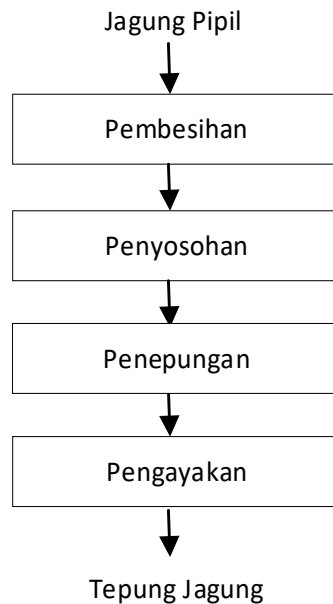 Jagung Pipil
Pembesihan
Penyosohan
Penepungan
Pengayakan
Tepung Jagung